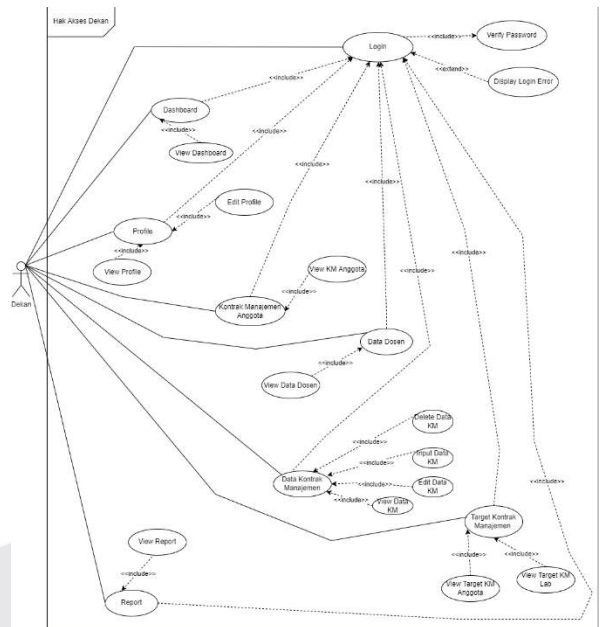 Hak Akses Dekan
Login
<<include>>
Verify Password
<<extend>>
Display Login Error
<<include>>
Dashboard
<<include>>
View Dashboard
<<include>>
<<include>>
<<include>>
<<include>>
Edit Profile
<<include>>
Profile
<<include>>
View Profile
View KM Anggota
<<include>>
Kontrak Manajemen
Anggota
Dekan
<<include>>
<<include>>
Data Dosen
<<include>>
View Data Dosen
Delete Data
KM
<<include>>
Input Data
KM
<<include>>
Edit Data
KM
<<include>>
View Data
KM
<<include>>
Data Kontrak
Manajemen
<<include>>
Target Kontrak
Manajemen
<<include>>
<<include>>
View Target KM
Anggota
View Target KM
Lab
View Report
<<include>>
Report